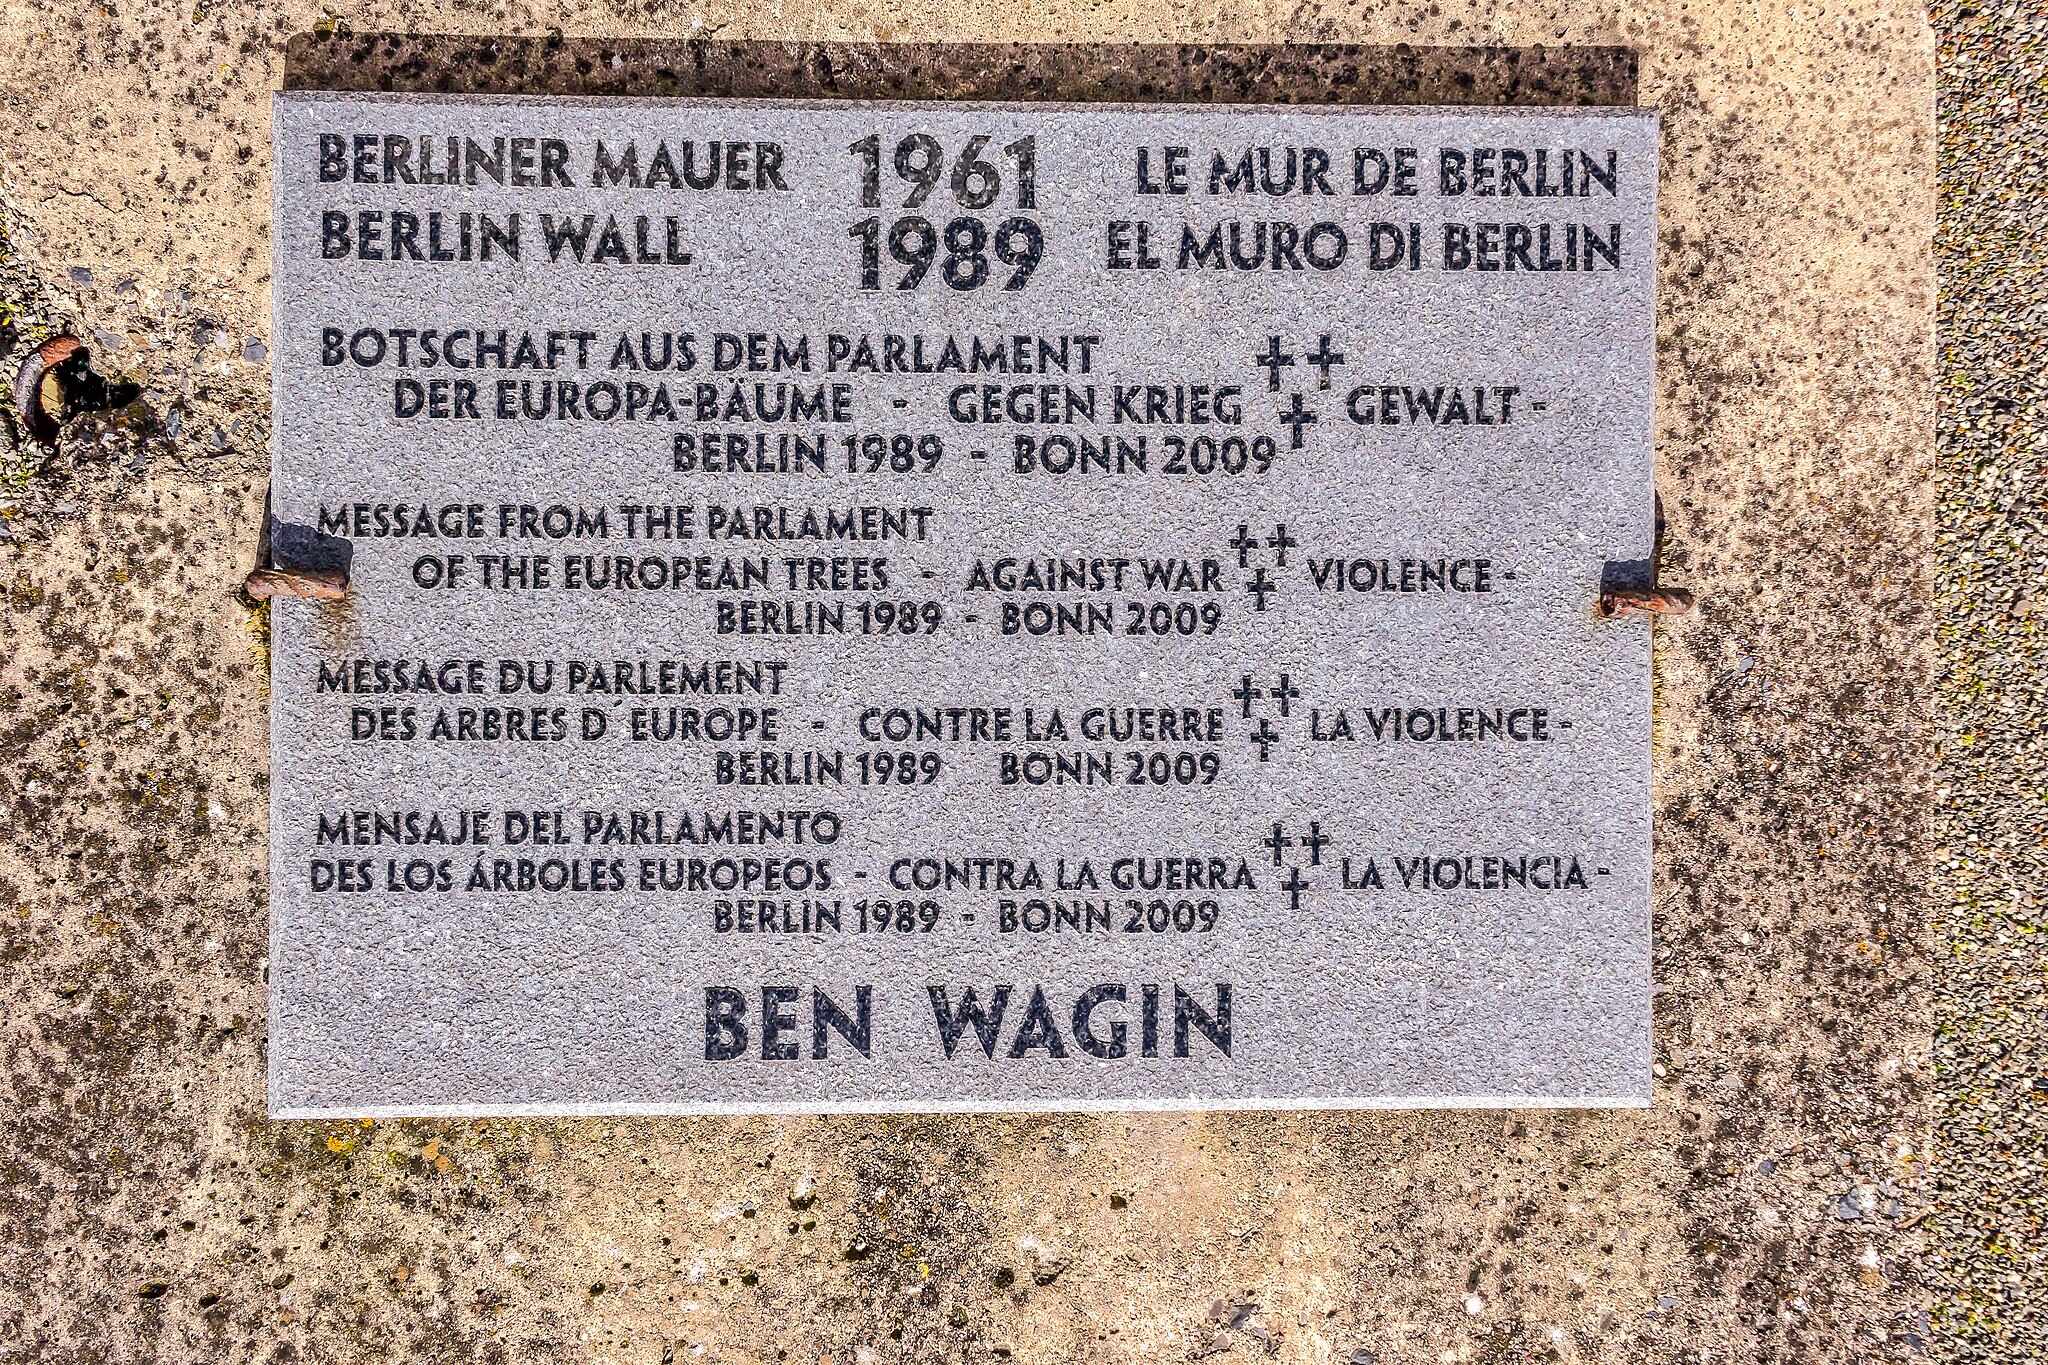 BERLINER MAUER 1961 LE MUR DE BERLIN
BERLIN WALL 1989 EL MURO DI BERLIN
BOTSCHAFT AUS DEM PARLAMENT ++
DER EUROPA-BÄUME - GEGEN KRIEG + GEWALT -
BERLIN 1989 - BONN 2009
MESSAGE FROM THE PARLAMENT ++
OF THE EUROPEAN TREES - AGAINST WAR + VIOLENCE -
BERLIN 1989 - BONN 2009
MESSAGE DU PARLEMENT ++
DES ARBRES D EUROPE - CONTRE LA GUERRE + LA VIOLENCE -
BERLIN 1989 BONN 2009
MENSAJE DEL PARLAMENTO ++
DES LOS ÁRBOLES EUROPEOS - CONTRA LA GUERRA + LA VIOLENCIA -
BERLIN 1989 - BONN 2009
BEN WAGIN